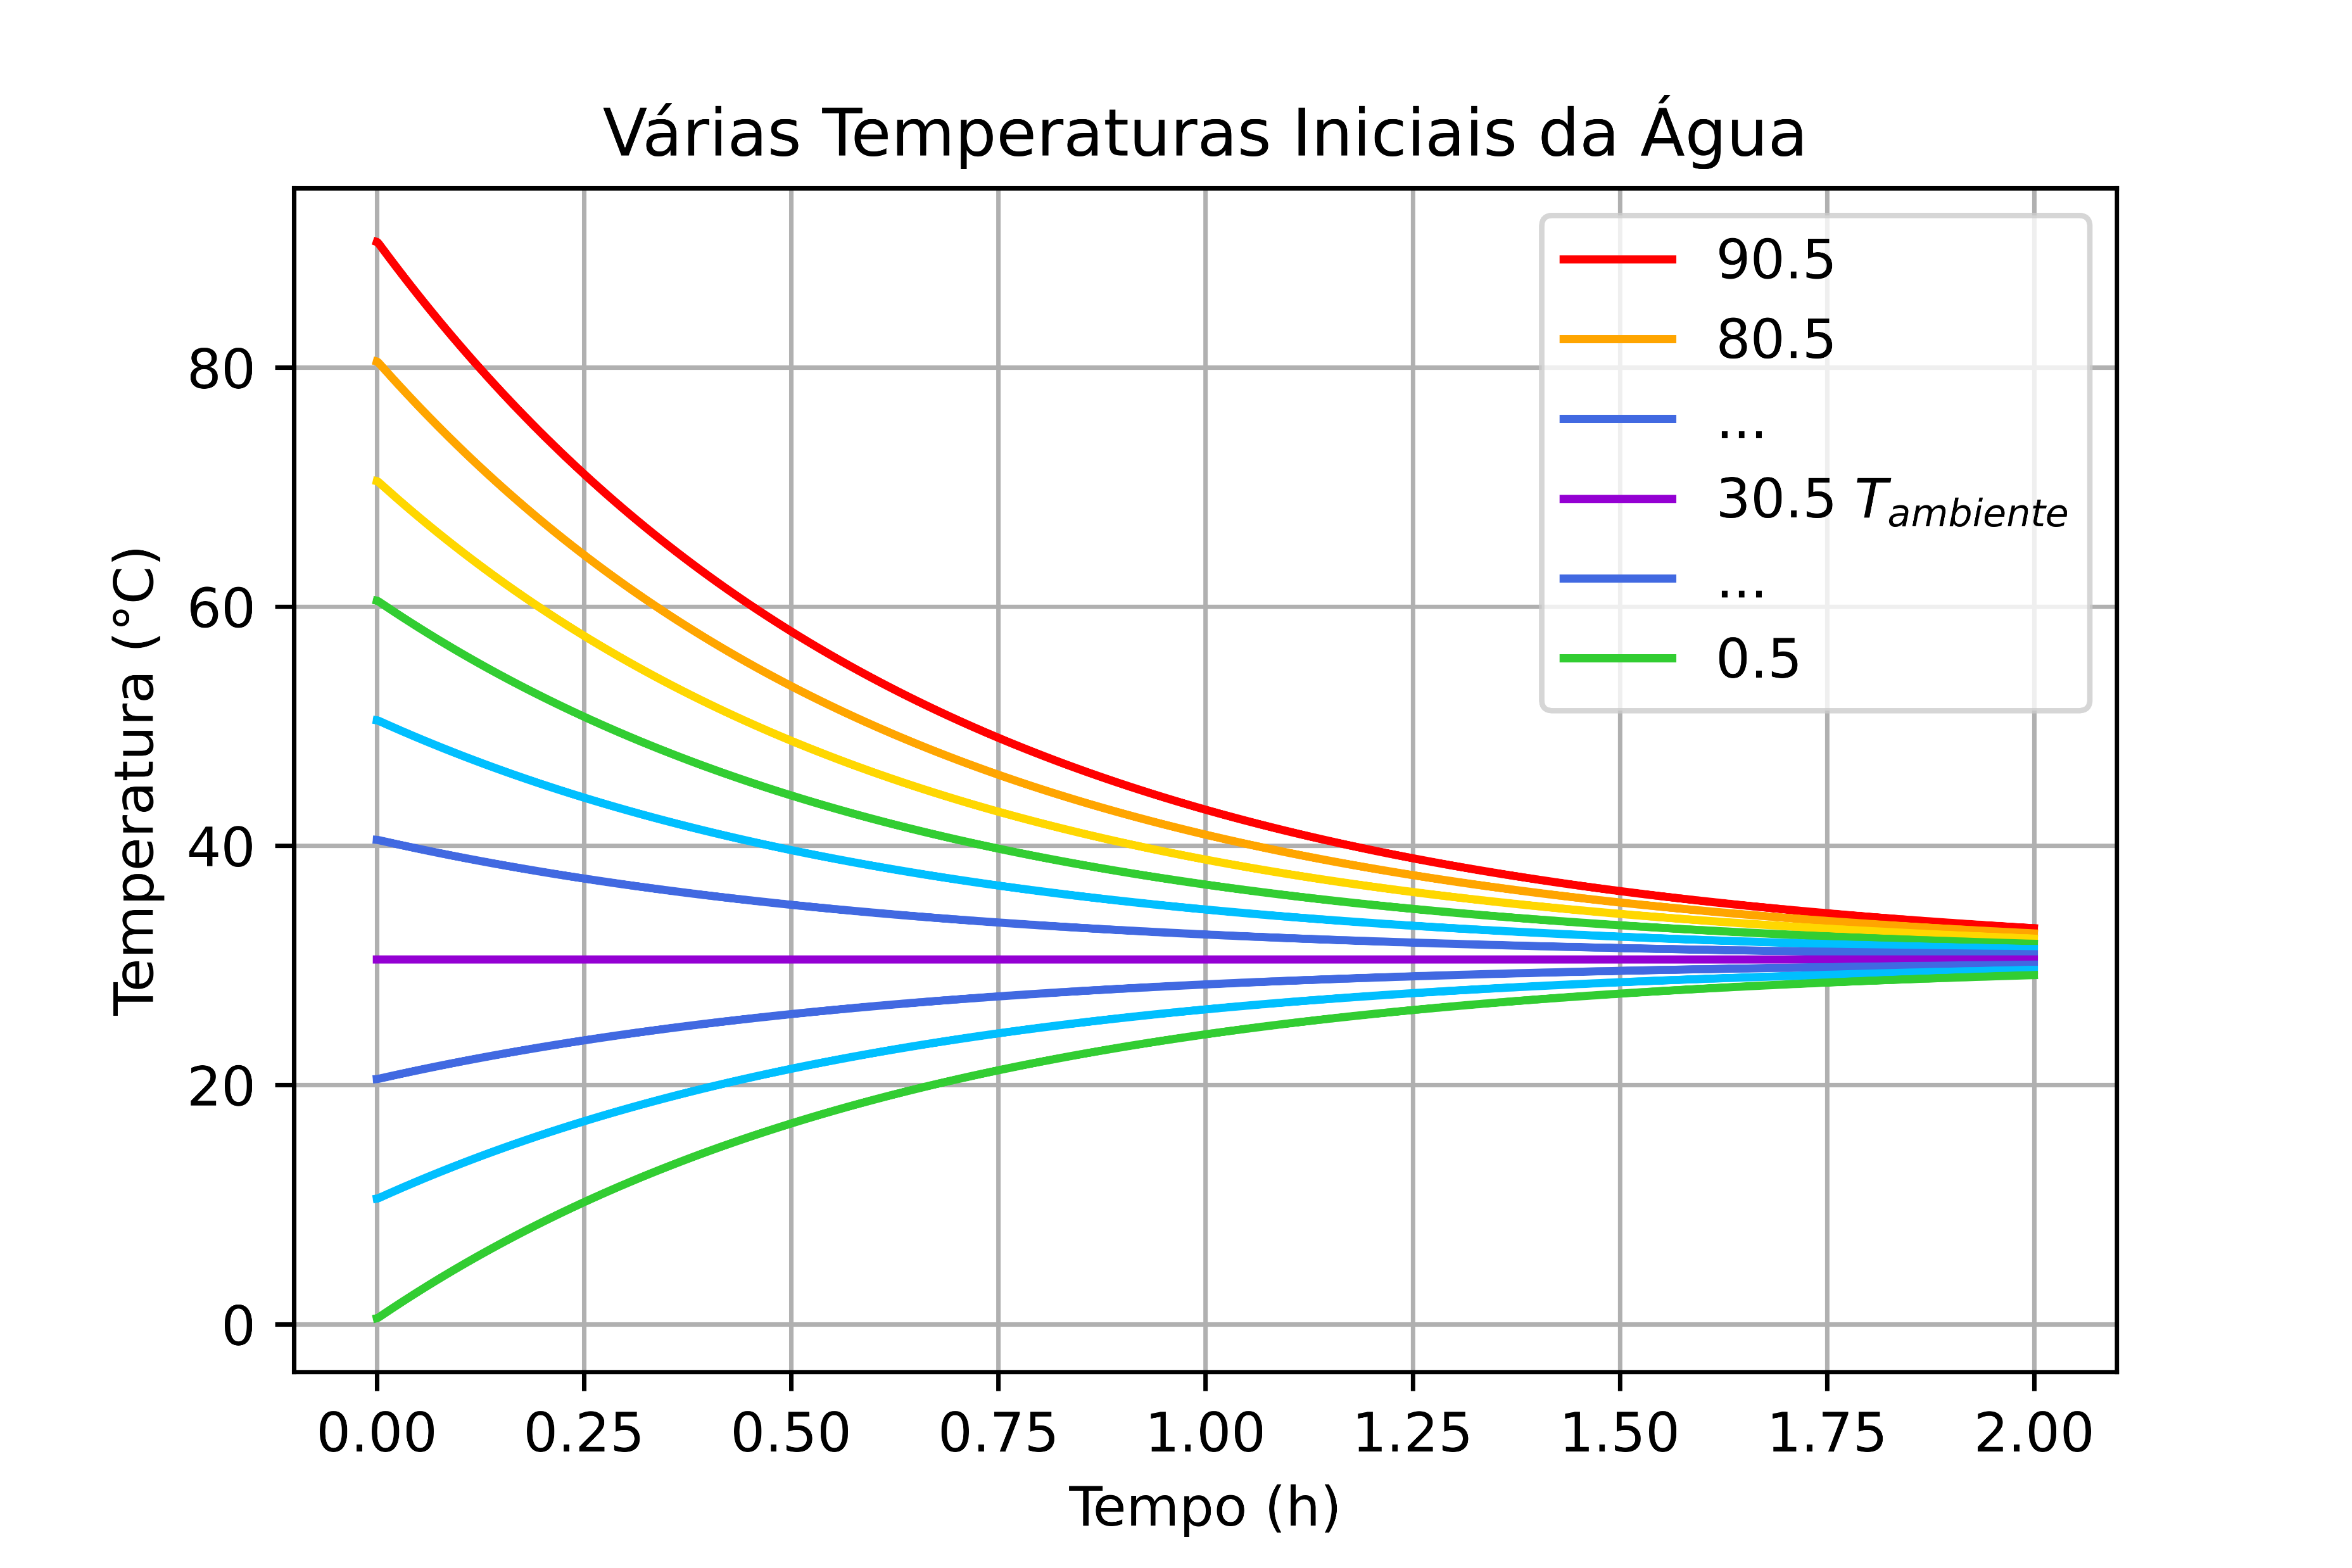 Várias Temperaturas Iniciais da Água
90.5
80.5
...
30.5 T_ambiente
...
0.5
Temperatura (°C)
80
60
40
20
0
0.00 0.25 0.50 0.75 1.00 1.25 1.50 1.75 2.00
Tempo (h)